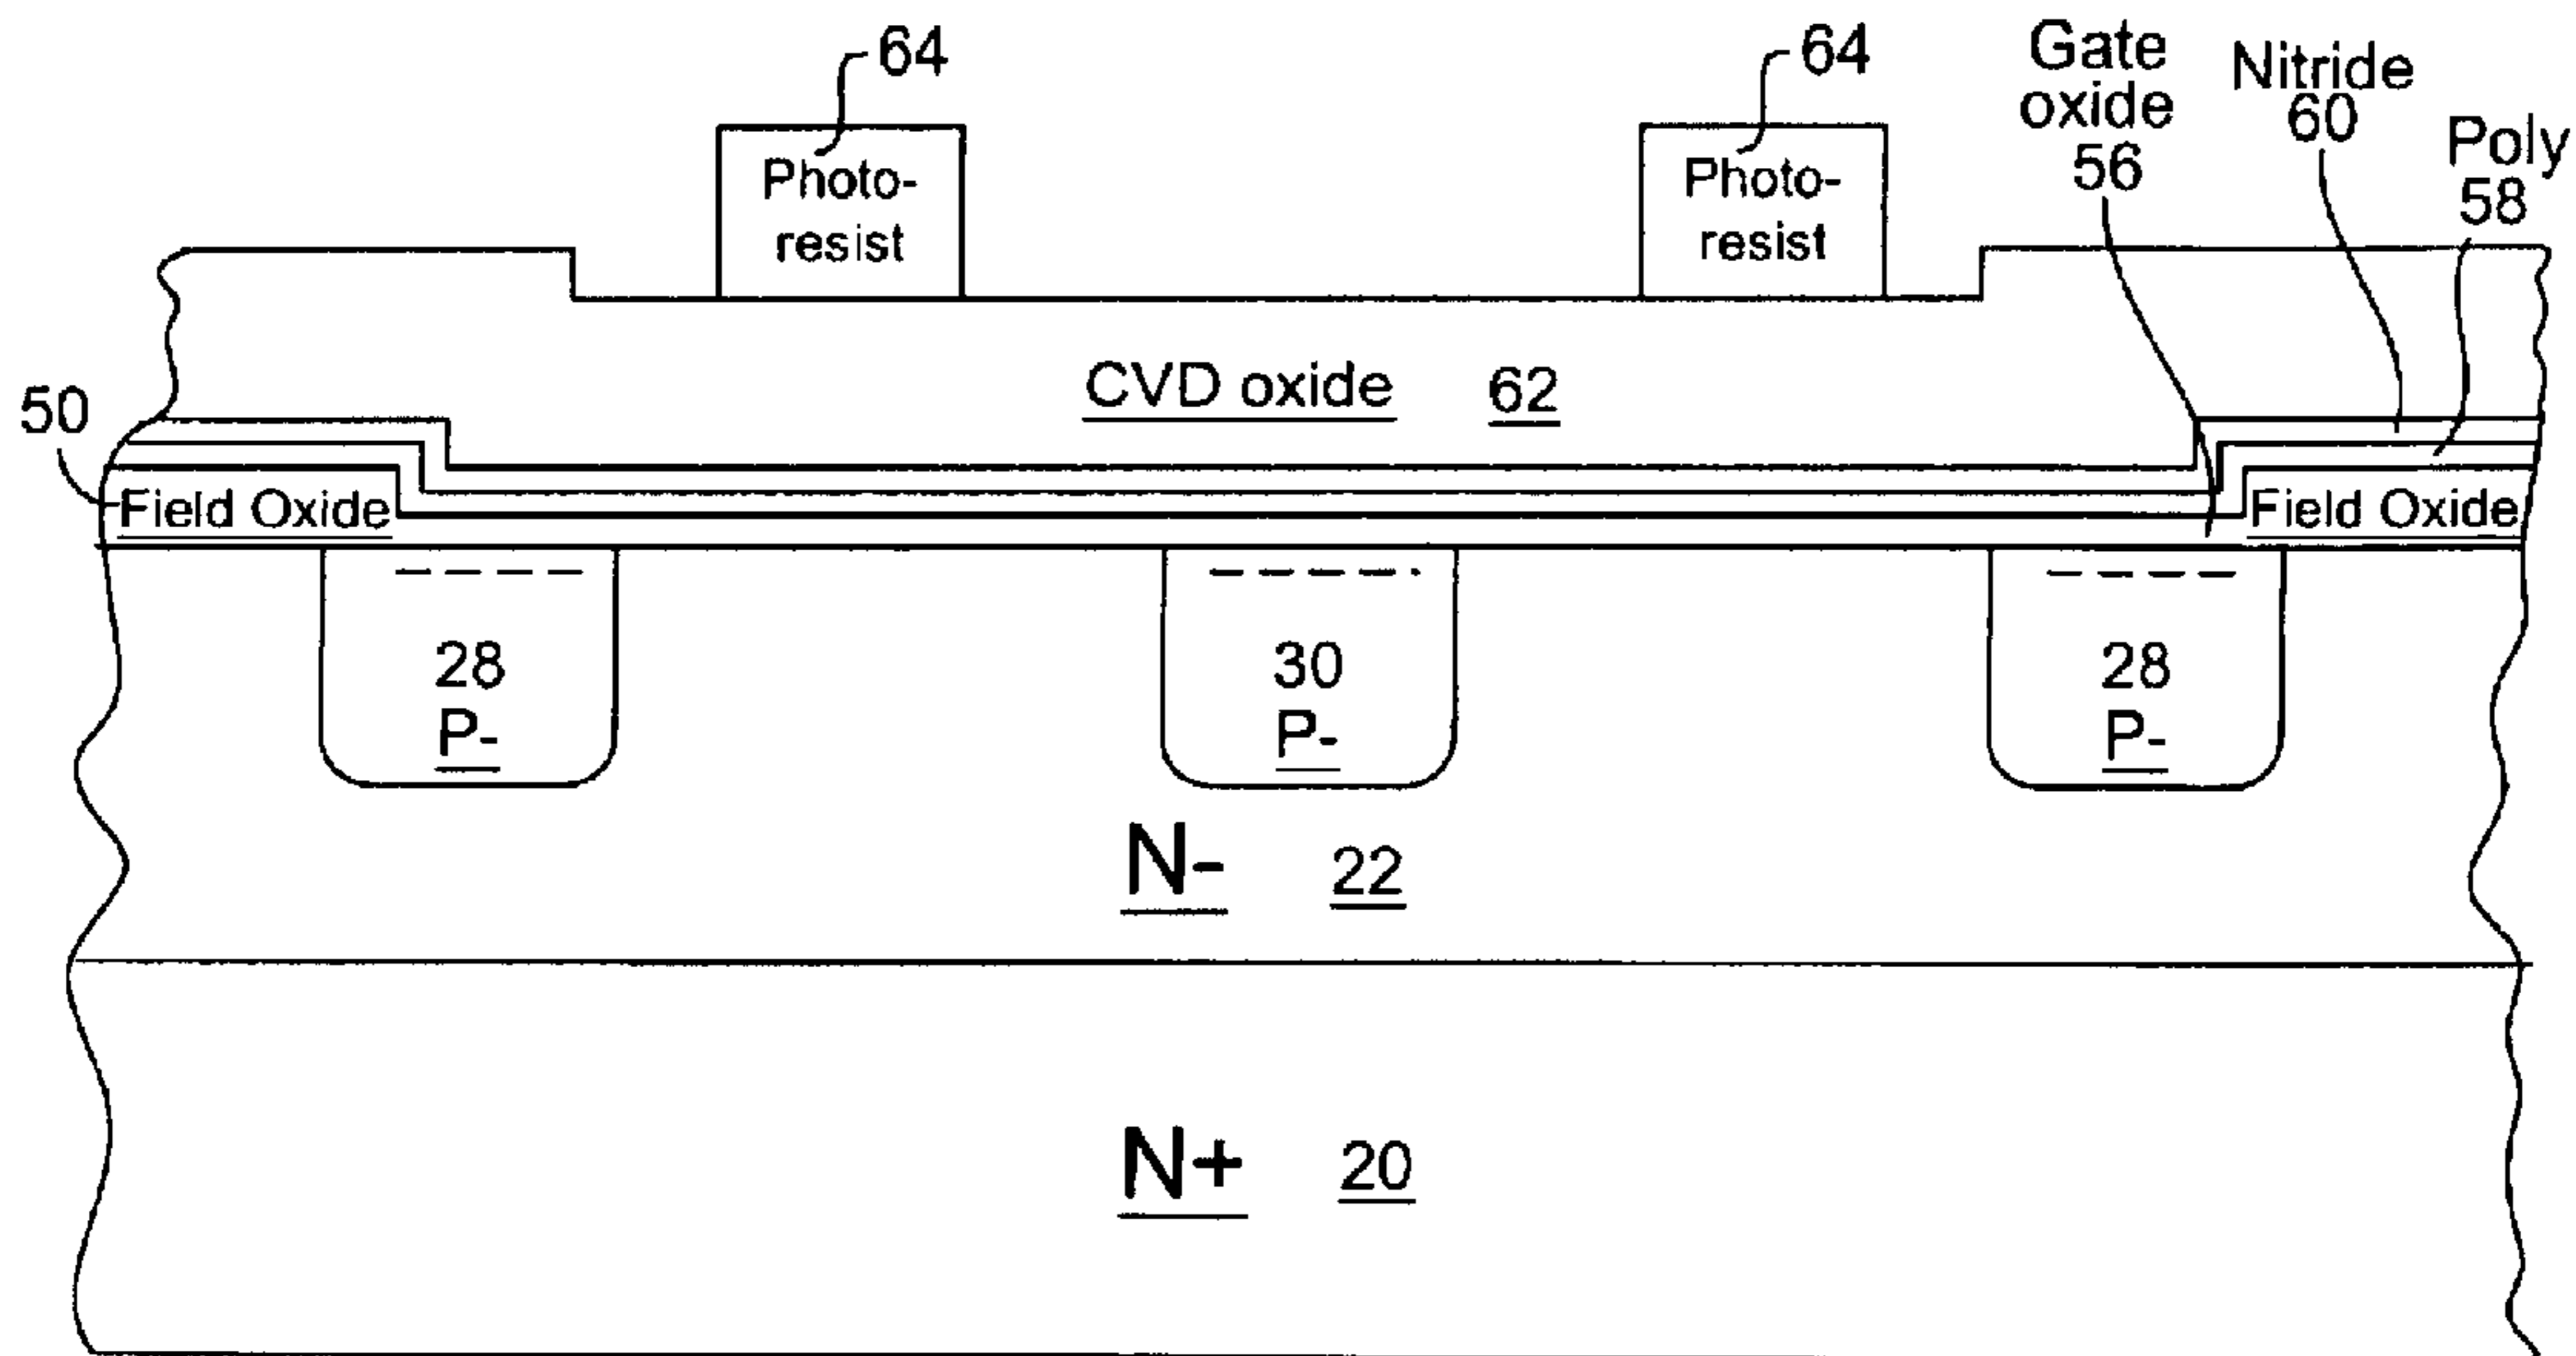 64
64
Gate
oxide
56
Nitride
60
Poly
58
Photo-
resist
Photo-
resist
CVD oxide 62
50
Field Oxide
Field Oxide
28
P-
30
P-
28
P-
N- 22
N+ 20